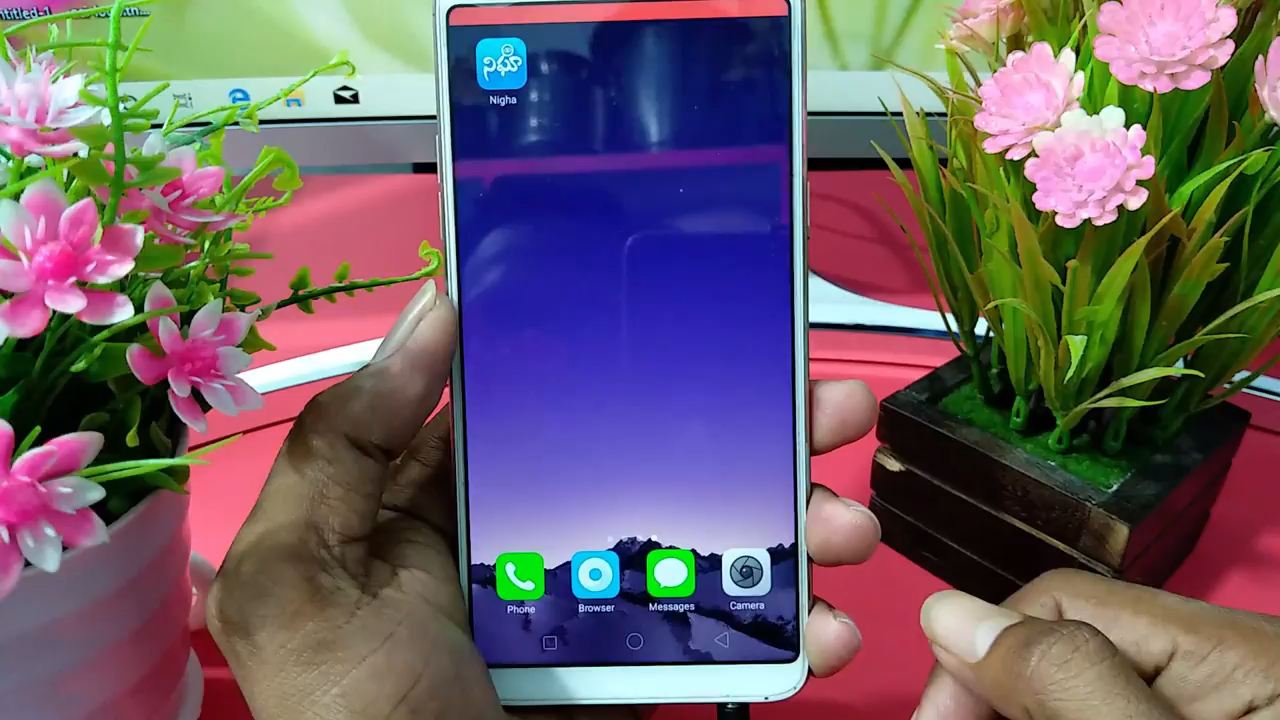 నిఘా
Nigha
Phone
Browser
Messages
Camera